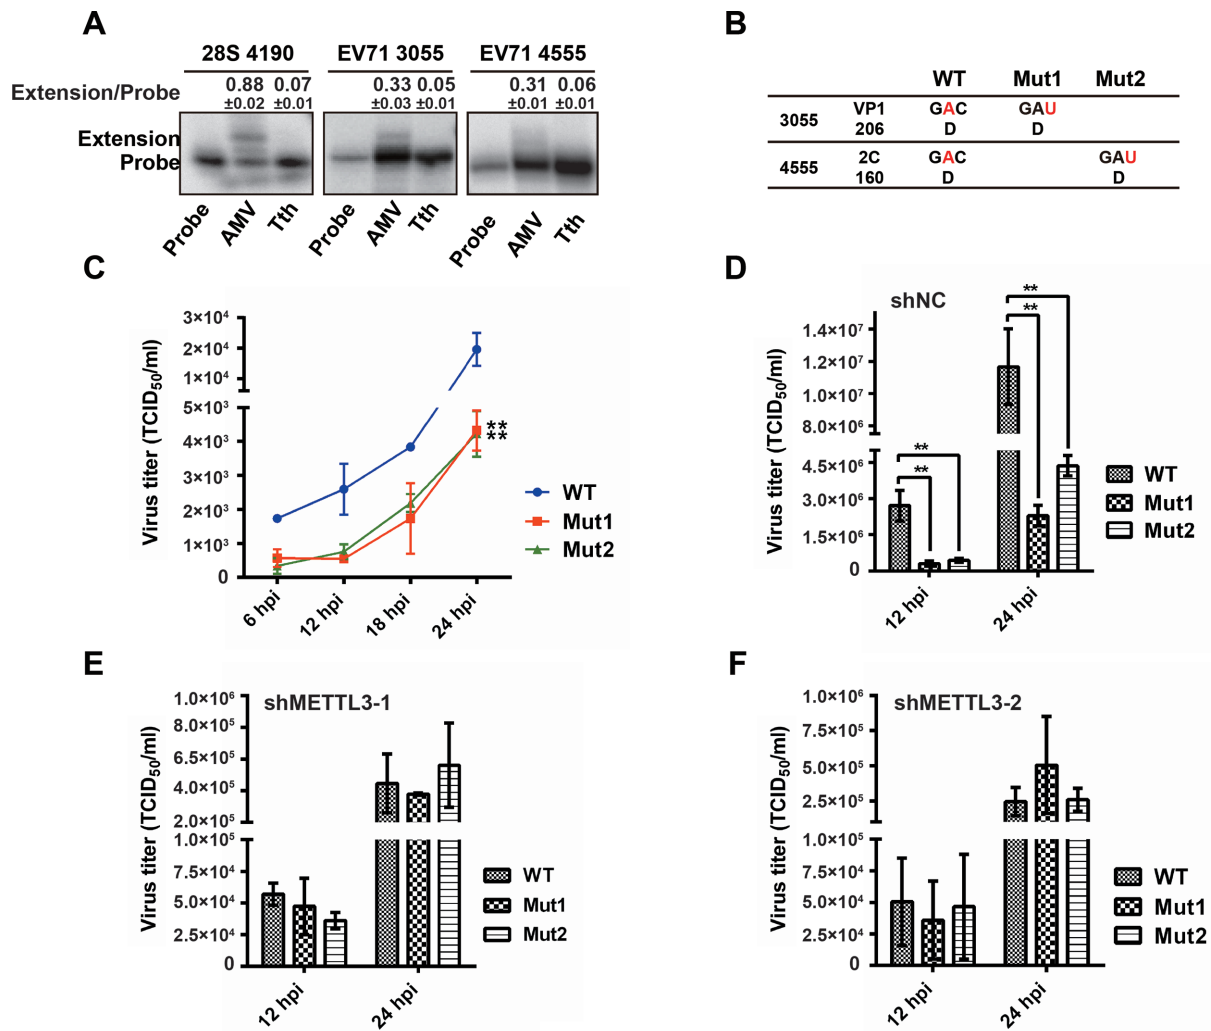 A
28S 4190 EV71 3055 EV71 4555
Extension/Probe 0.88 0.07 0.33 0.05 0.31 0.06
±0.02 ±0.01 ±0.03 ±0.01 ±0.01 ±0.01
Extension
Probe
Probe AMV Tth Probe AMV Tth Probe AMV Tth
B
WT Mut1 Mut2
3055 VP1 GAC GAU
206 D D
4555 2C GAC GAU
160 D D
C
Virus titer (TCID₅₀/ml)
3×10⁴
2×10⁴
1×10⁴
5×10³
4×10³
3×10³
2×10³
1×10³
0
**
**
6 hpi 12 hpi 18 hpi 24 hpi
WT
Mut1
Mut2
D
shNC
Virus titer (TCID₅₀/ml)
1.4×10⁷
1.2×10⁷
1.0×10⁷
8.0×10⁶
4.5×10⁶
3.0×10⁶
1.5×10⁶
0
**
**
**
**
12 hpi 24 hpi
WT
Mut1
Mut2
E
shMETTL3-1
Virus titer (TCID₅₀/ml)
1.0×10⁶
8.0×10⁵
6.5×10⁵
4.0×10⁵
2.0×10⁵
1.0×10⁵
7.5×10⁴
5.0×10⁴
2.5×10⁴
0
12 hpi 24 hpi
WT
Mut1
Mut2
F
shMETTL3-2
Virus titer (TCID₅₀/ml)
1.0×10⁶
7.5×10⁵
5.0×10⁵
2.5×10⁵
1.0×10⁵
7.5×10⁴
5.0×10⁴
2.5×10⁴
0
12 hpi 24 hpi
WT
Mut1
Mut2